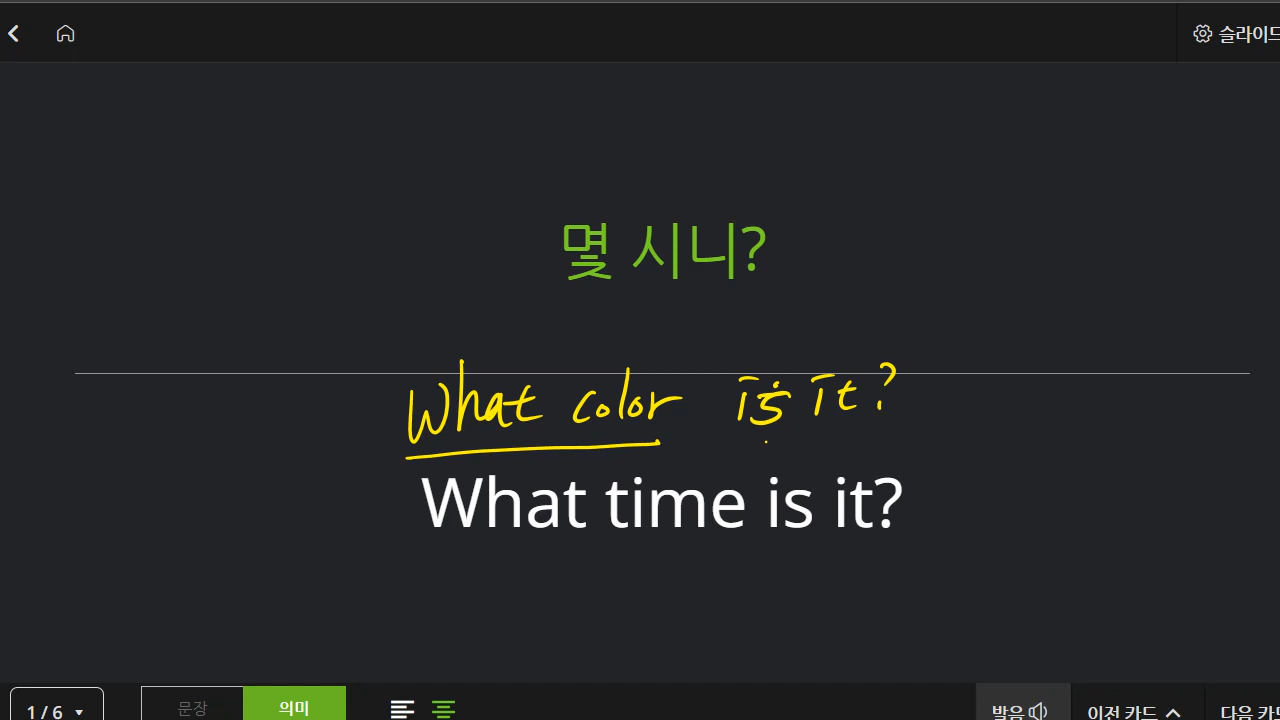 슬라이드
몇 시니?
What color is it?
What time is it?
1 / 6
문장
의미
발음
이전 카드
다음 카드